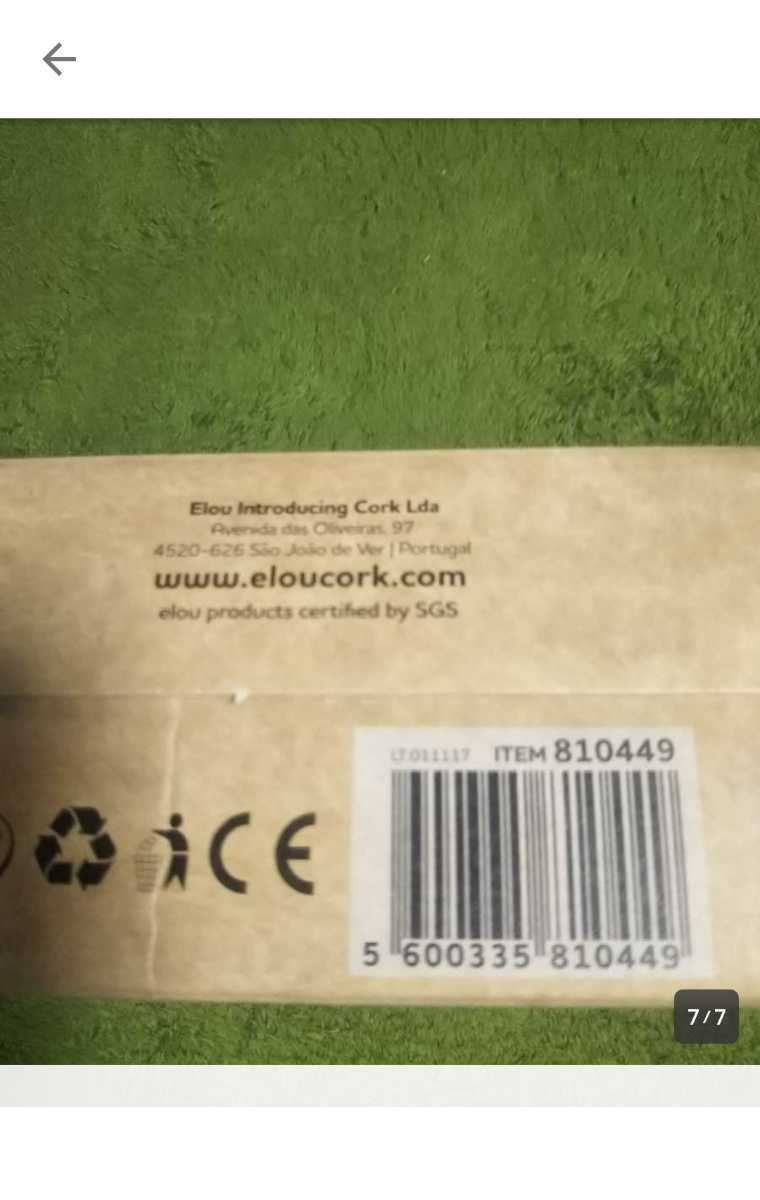 Elou Introducing Cork Lda
Avenida das Oliveiras, 97
4520-626 São João de Ver | Portugal
www.eloucork.com
elou products certified by SGS
LT011117 ITEM 810449
CE
5 600335 810449
7/7